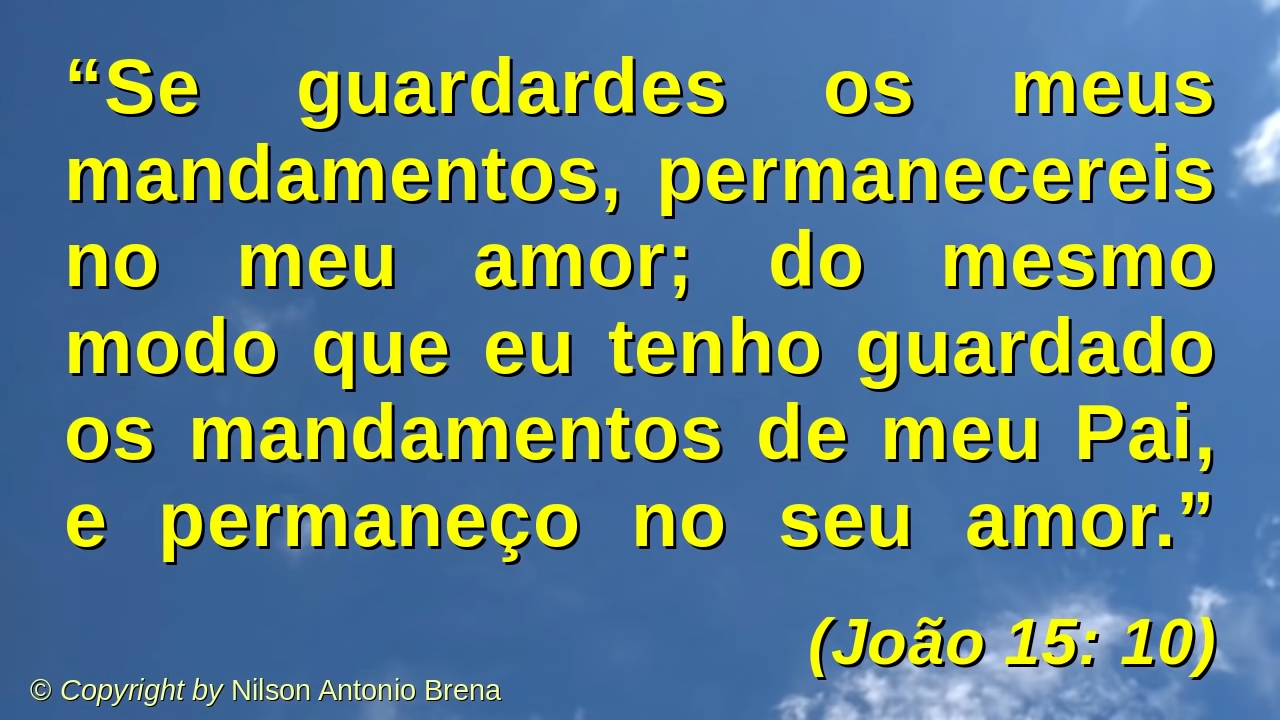 “Se guardardes os meus
mandamentos, permanecereis
no meu amor; do mesmo
modo que eu tenho guardado
os mandamentos de meu Pai,
e permaneço no seu amor.”
(João 15: 10)
© Copyright by Nilson Antonio Brena